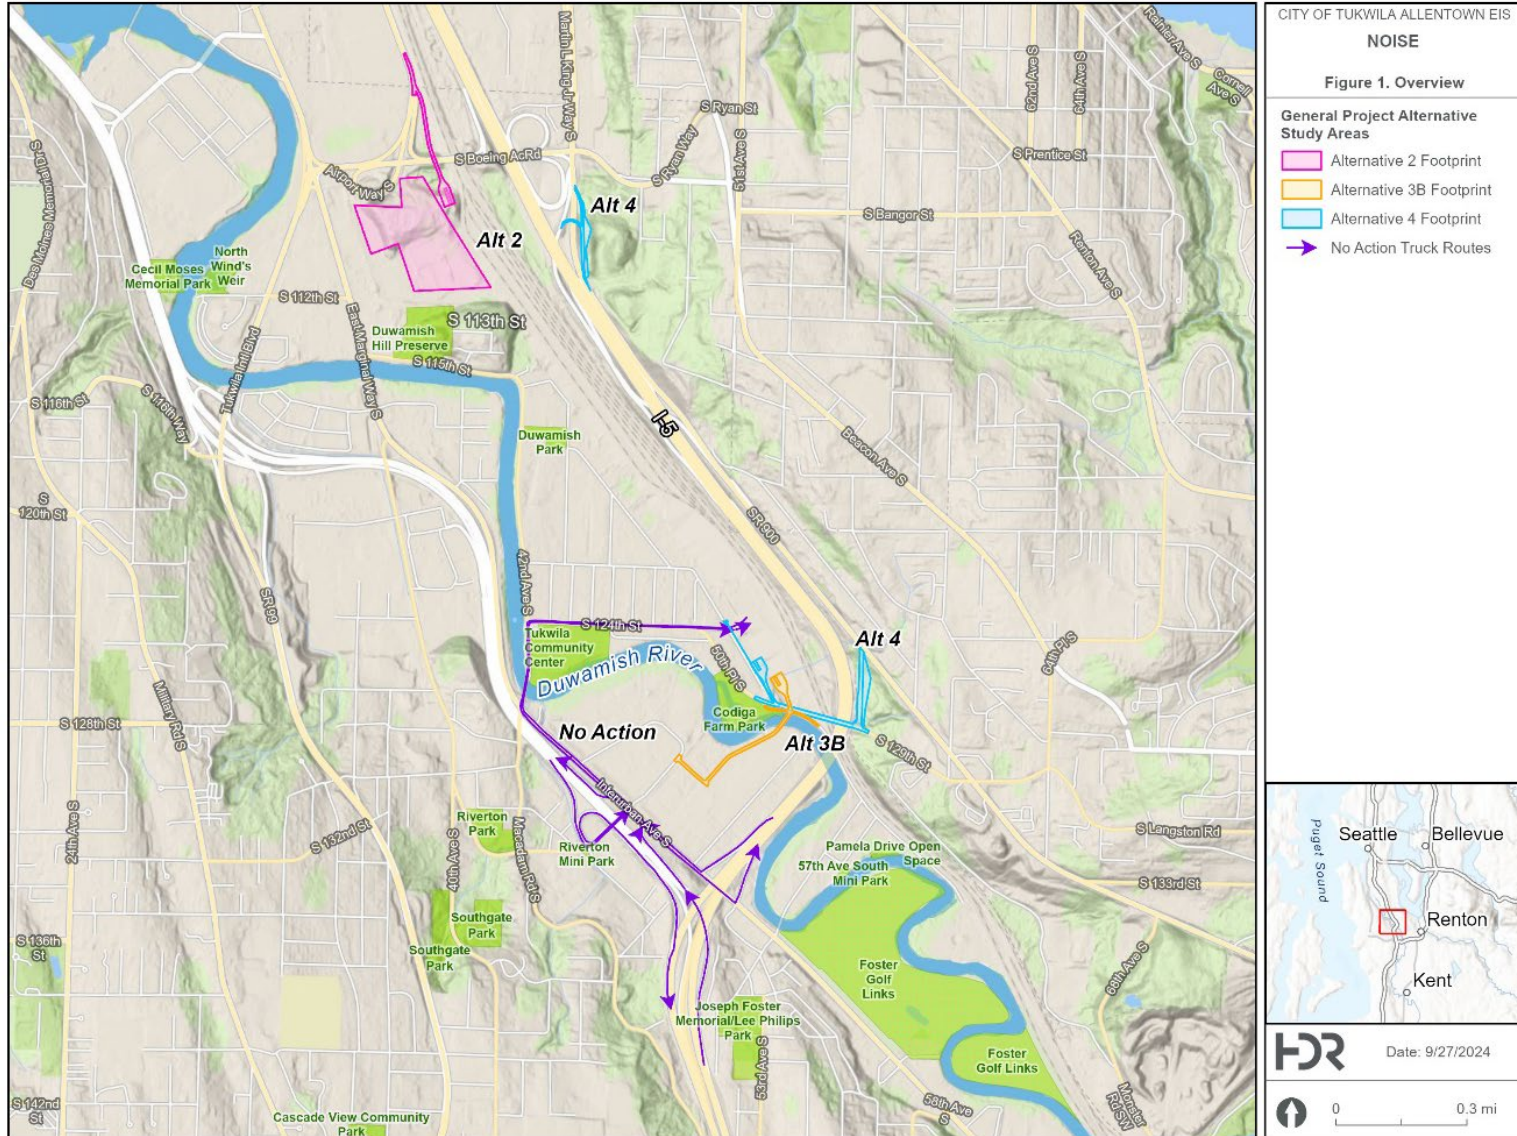 CITY OF TUKWILA ALLENTOWN EIS
NOISE
Figure 1. Overview
General Project Alternative
Study Areas
Alternative 2 Footprint
Alternative 3B Footprint
Alternative 4 Footprint
No Action Truck Routes
Martin L King Jr Way S
Rainier Ave S
Cornell
Ave S
62nd Ave S
64th Ave S
S Ryan St
S Ryan Way
51st Ave S
S Prentice St
S Boeing AcRd
Airport Way S
Des Moines Memorial Dr S
Alt 4
Alt 2
S Bangor St
Renton Ave S
North
Wind's
Weir
Cecil Moses
Memorial Park
S 112th St
East Marginal Way S
Tukwila Intl Blvd
S 113th St
Duwamish
Hill Preserve
S 115th St
S 116th St
S 116th Way
I-5
Duwamish
Park
Beacon Ave S
S
120th St
SR 900
42nd Ave S
SR 99
S 124th St
Tukwila
Community
Center
Duwamish River
50th Pl S
Alt 4
64th Pl S
Military Rd S
S 128th St
No Action
Codiga
Farm Park
Alt 3B
S 129th St
Interurban Ave S
24th Ave S
S 132nd St
40th Ave S
Riverton
Park
Macadam Rd S
Riverton
Mini Park
S Langston Rd
Pamela Drive Open
Space
57th Ave South
Mini Park
S 133rd St
Southgate
Park
Southgate
Park
S 136th
St
68th Ave S
Foster
Golf
Links
Joseph Foster
Memorial/Lee Philips
Park
53rd Ave S
Foster
Golf Links
58th Ave
S
Monster
Rd SW
S 142nd
St
Cascade View Community
Park
Puget Sound
Seattle
Bellevue
Renton
Kent
HDR
Date: 9/27/2024
0
0.3 mi